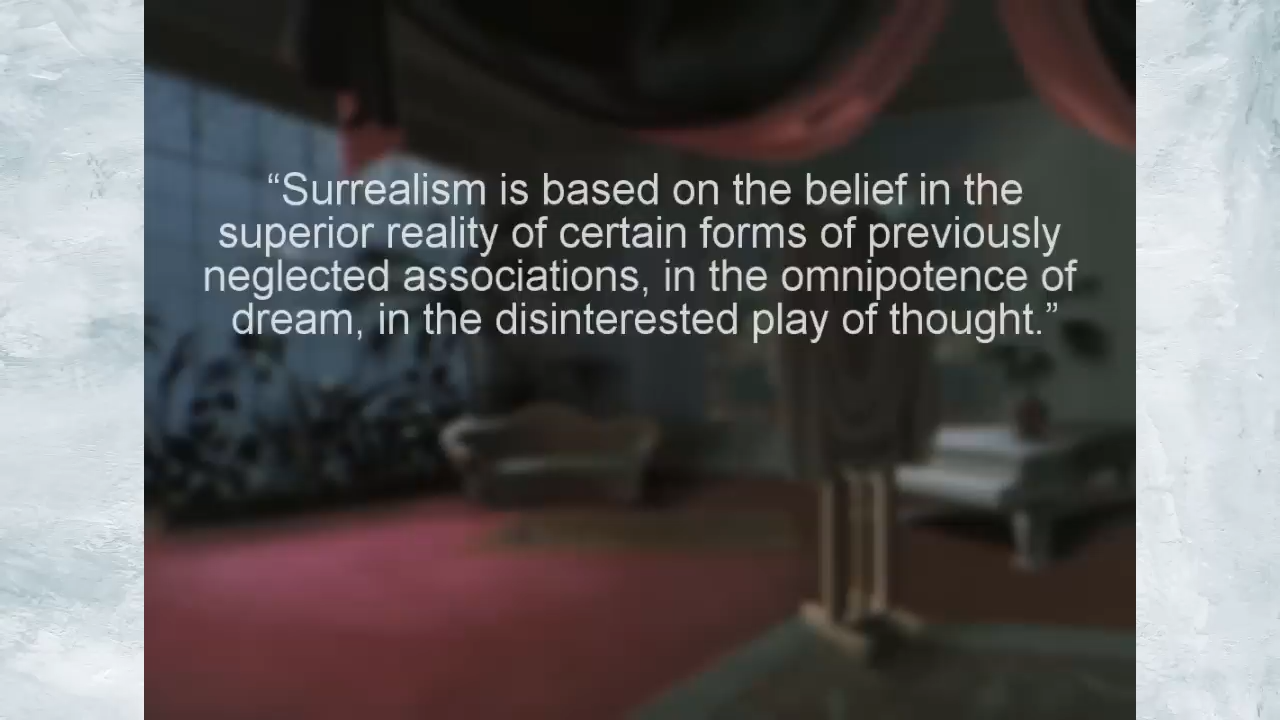 “Surrealism is based on the belief in the
superior reality of certain forms of previously
neglected associations, in the omnipotence of
dream, in the disinterested play of thought.”